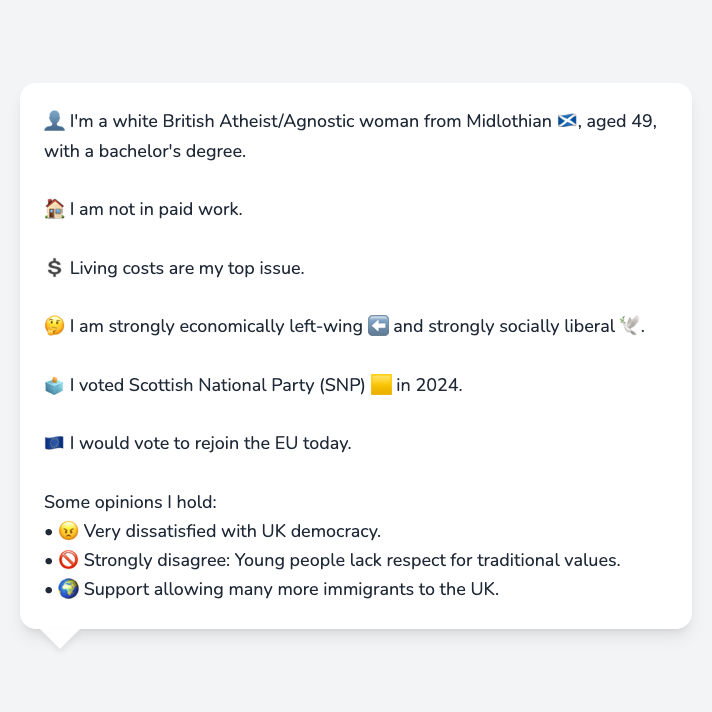 👤 I'm a white British Atheist/Agnostic woman from Midlothian 🏴󠁧󠁢󠁳󠁣󠁴󠁿, aged 49,
with a bachelor's degree.
🏠 I am not in paid work.
💲 Living costs are my top issue.
🤔 I am strongly economically left-wing ⬅️ and strongly socially liberal 🕊️.
🗳️ I voted Scottish National Party (SNP) 🟨 in 2024.
🇪🇺 I would vote to rejoin the EU today.
Some opinions I hold:
• 😠 Very dissatisfied with UK democracy.
• 🚫 Strongly disagree: Young people lack respect for traditional values.
• 🌍 Support allowing many more immigrants to the UK.